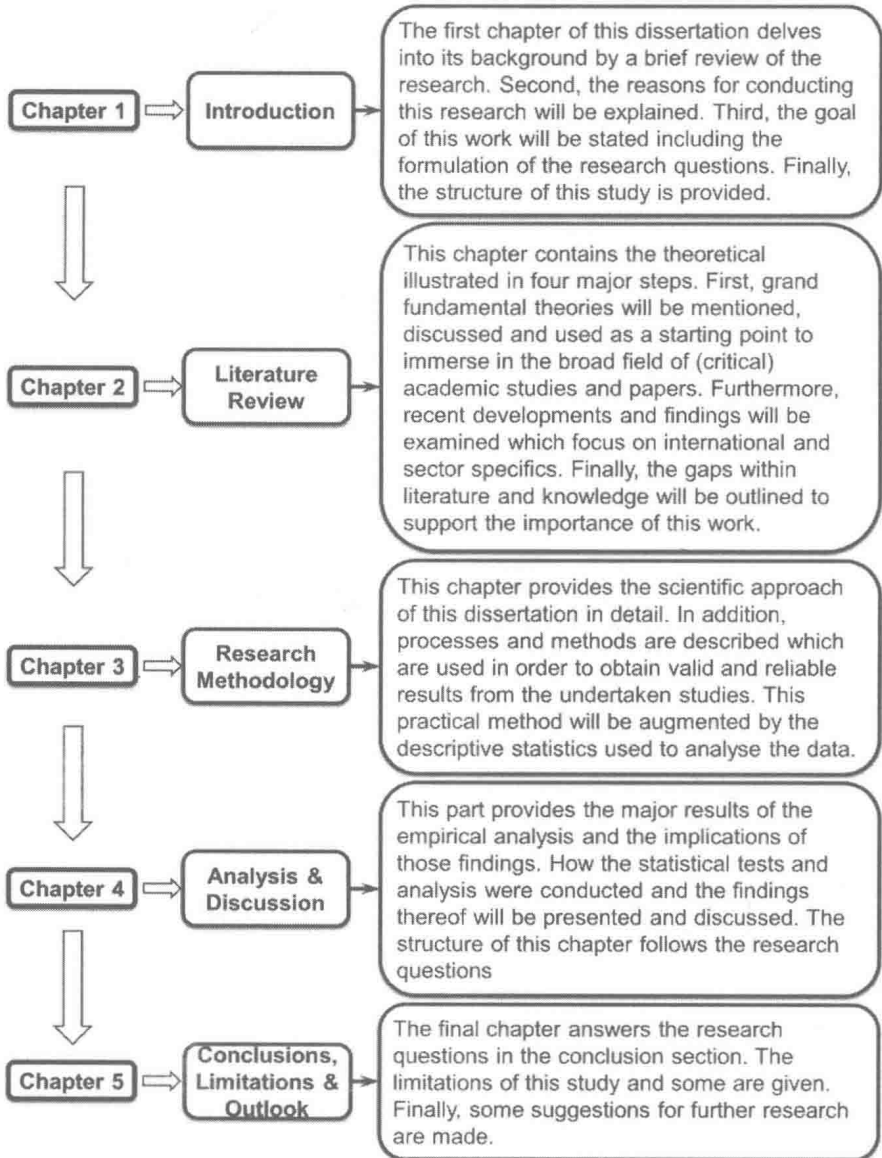 Chapter 1
Introduction
The first chapter of this dissertation delves
into its background by a brief review of the
research. Second, the reasons for conducting
this research will be explained. Third, the goal
of this work will be stated including the
formulation of the research questions. Finally,
the structure of this study is provided.
Chapter 2
Literature
Review
This chapter contains the theoretical
illustrated in four major steps. First, grand
fundamental theories will be mentioned,
discussed and used as a starting point to
immerse in the broad field of (critical)
academic studies and papers. Furthermore,
recent developments and findings will be
examined which focus on international and
sector specifics. Finally, the gaps within
literature and knowledge will be outlined to
support the importance of this work.
Chapter 3
Research
Methodology
This chapter provides the scientific approach
of this dissertation in detail. In addition,
processes and methods are described which
are used in order to obtain valid and reliable
results from the undertaken studies. This
practical method will be augmented by the
descriptive statistics used to analyse the data.
Chapter 4
Analysis &
Discussion
This part provides the major results of the
empirical analysis and the implications of
those findings. How the statistical tests and
analysis were conducted and the findings
thereof will be presented and discussed. The
structure of this chapter follows the research
questions
Chapter 5
Conclusions,
Limitations &
Outlook
The final chapter answers the research
questions in the conclusion section. The
limitations of this study and some are given.
Finally, some suggestions for further research
are made.